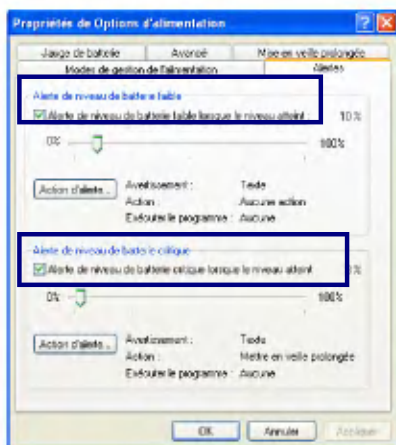 Propriétés de Options d'alimentation
Jauge de batterie Avancé Mise en veille prolongée
Modes de gestion de l'alimentation Alertes
Alerte de niveau de batterie faible
Alerte de niveau de batterie faible lorsque le niveau atteint 10%
0% 100%
Action d'alerte... Avertissement : Texte
Action : Aucune action
Exécuter le programme : Aucune
Alerte de niveau de batterie critique
Alerte de niveau de batterie critique lorsque le niveau atteint
0% 100%
Action d'alerte... Avertissement : Texte
Action : Mettre en veille prolongée
Exécuter le programme : Aucune
OK Annuler Appliquer